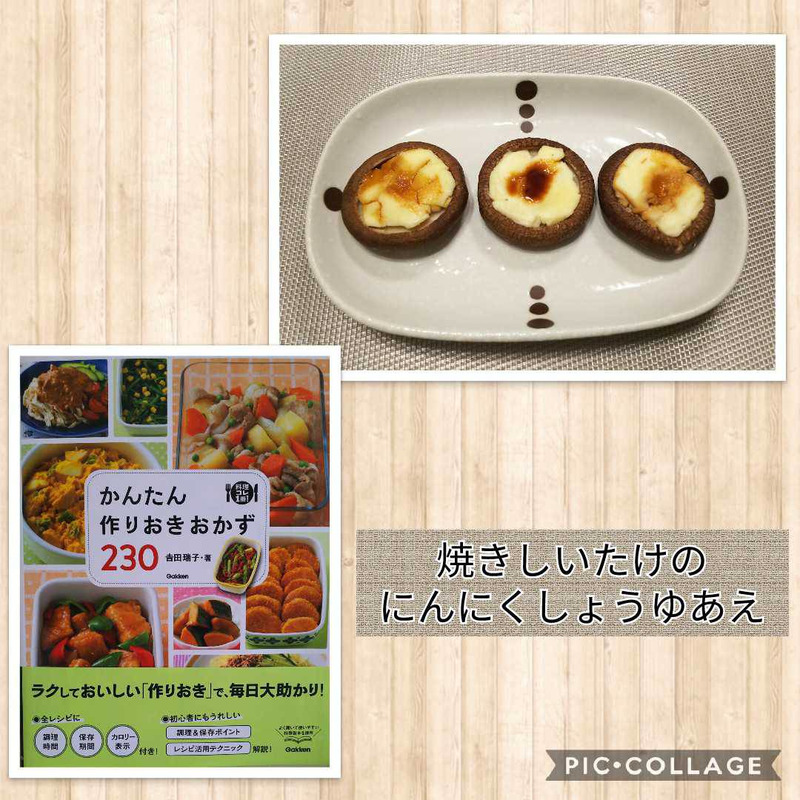 料理
コレ
1冊!
かんたん
作りおきおかず
230 吉田瑞子・著
Gakken
ラクしておいしい「作りおき」で、毎日大助かり!
●全レシピに
調理
時間
保存
期間
カロリー
表示
付き!
●初心者にもうれしい
調理&保存ポイント
レシピ活用テクニック
解説!
Gakken
焼きしいたけの
にんにくしょうゆあえ
PIC•COLLAGE